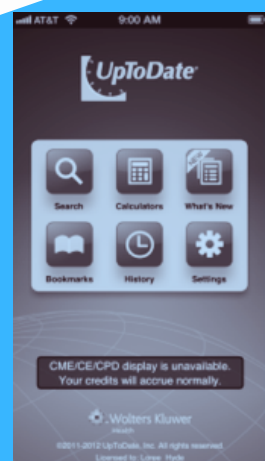 AT&T 9:00 AM
UpToDate®
Search Calculators What's New
Bookmarks History Settings
CME/CE/CPD display is unavailable.
Your credits will accrue normally.
Wolters Kluwer
Health
©2011-2012 UpToDate, Inc. All rights reserved.
Licensed to: Hyde